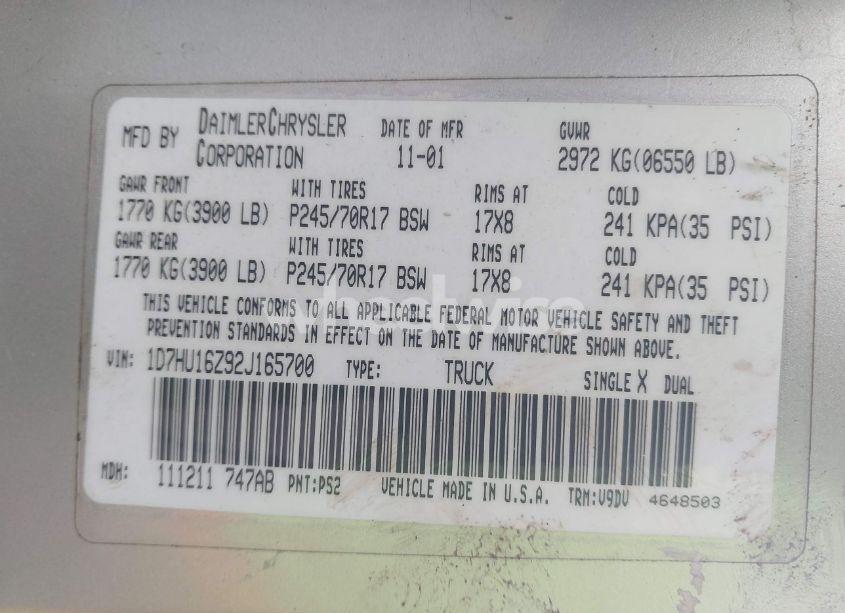 MFD BY DAIMLERCHRYSLER CORPORATION DATE OF MFR 11-01 GVWR 2972 KG(06550 LB)
GAWR FRONT WITH TIRES RIMS AT COLD
1770 KG(3900 LB) P245/70R17 BSW 17X8 241 KPA(35 PSI)
GAWR REAR WITH TIRES RIMS AT COLD
1770 KG(3900 LB) P245/70R17 BSW 17X8 241 KPA(35 PSI)
THIS VEHICLE CONFORMS TO ALL APPLICABLE FEDERAL MOTOR VEHICLE SAFETY AND THEFT
PREVENTION STANDARDS IN EFFECT ON THE DATE OF MANUFACTURE SHOWN ABOVE.
VIN: 1D7HU16Z92J165700 TYPE: TRUCK SINGLE X DUAL
MDH: 111211 747AB PNT:PS2 VEHICLE MADE IN U.S.A. TRM:V9DV 4648503